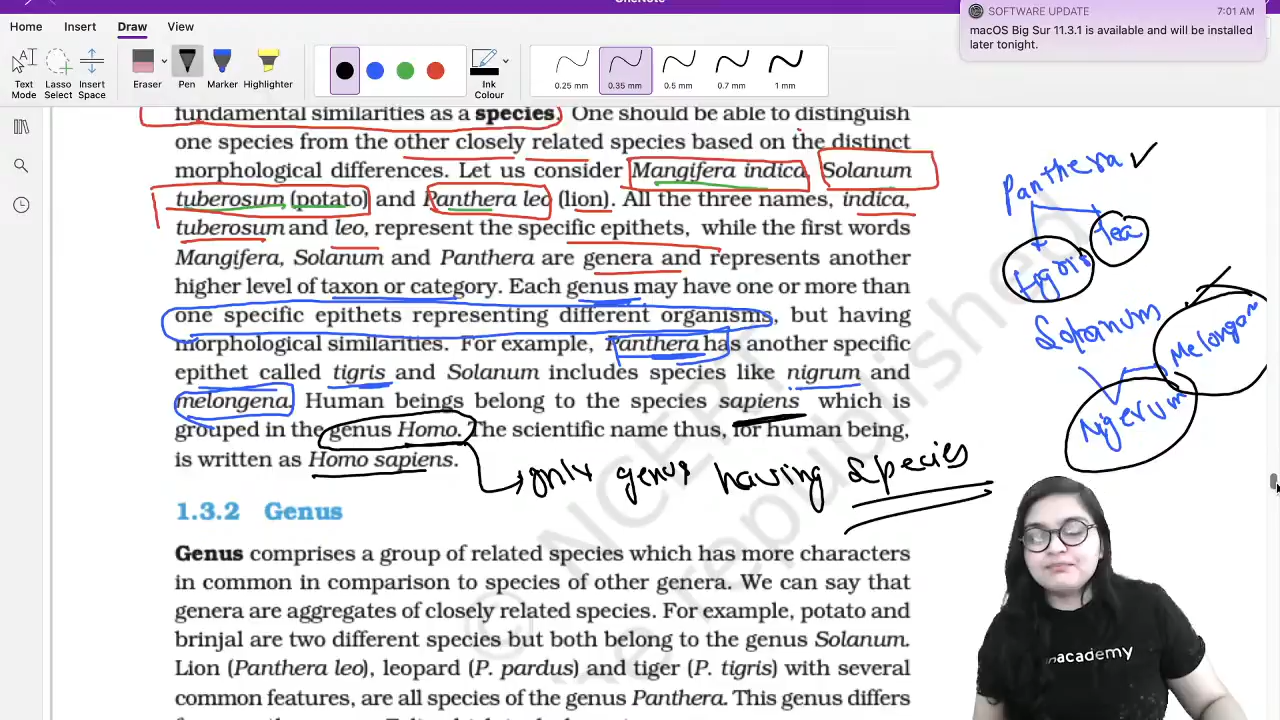 OneNote
SOFTWARE UPDATE 7:01 AM
macOS Big Sur 11.3.1 is available and will be installed
later tonight.
Home Insert Draw View
Text Mode
Lasso Select
Insert Space
Eraser
Pen
Marker
Highlighter
Ink Colour
0.25 mm
0.35 mm
0.5 mm
0.7 mm
1 mm
fundamental similarities as a species. One should be able to distinguish
one species from the other closely related species based on the distinct
morphological differences. Let us consider Mangifera indica, Solanum
tuberosum (potato) and Panthera leo (lion). All the three names, indica,
tuberosum and leo, represent the specific epithets, while the first words
Mangifera, Solanum and Panthera are genera and represents another
higher level of taxon or category. Each genus may have one or more than
one specific epithets representing different organisms, but having
morphological similarities. For example, Panthera has another specific
epithet called tigris and Solanum includes species like nigrum and
melongena. Human beings belong to the species sapiens which is
grouped in the genus Homo. The scientific name thus, for human being,
is written as Homo sapiens.
only genus having species
Panthera
tigris
leo
Solanum
Nigerum
1.3.2 Genus
Genus comprises a group of related species which has more characters
in common in comparison to species of other genera. We can say that
genera are aggregates of closely related species. For example, potato and
brinjal are two different species but both belong to the genus Solanum.
Lion (Panthera leo), leopard (P. pardus) and tiger (P. tigris) with several
common features, are all species of the genus Panthera. This genus differs
© NCERT
republished
unacademy